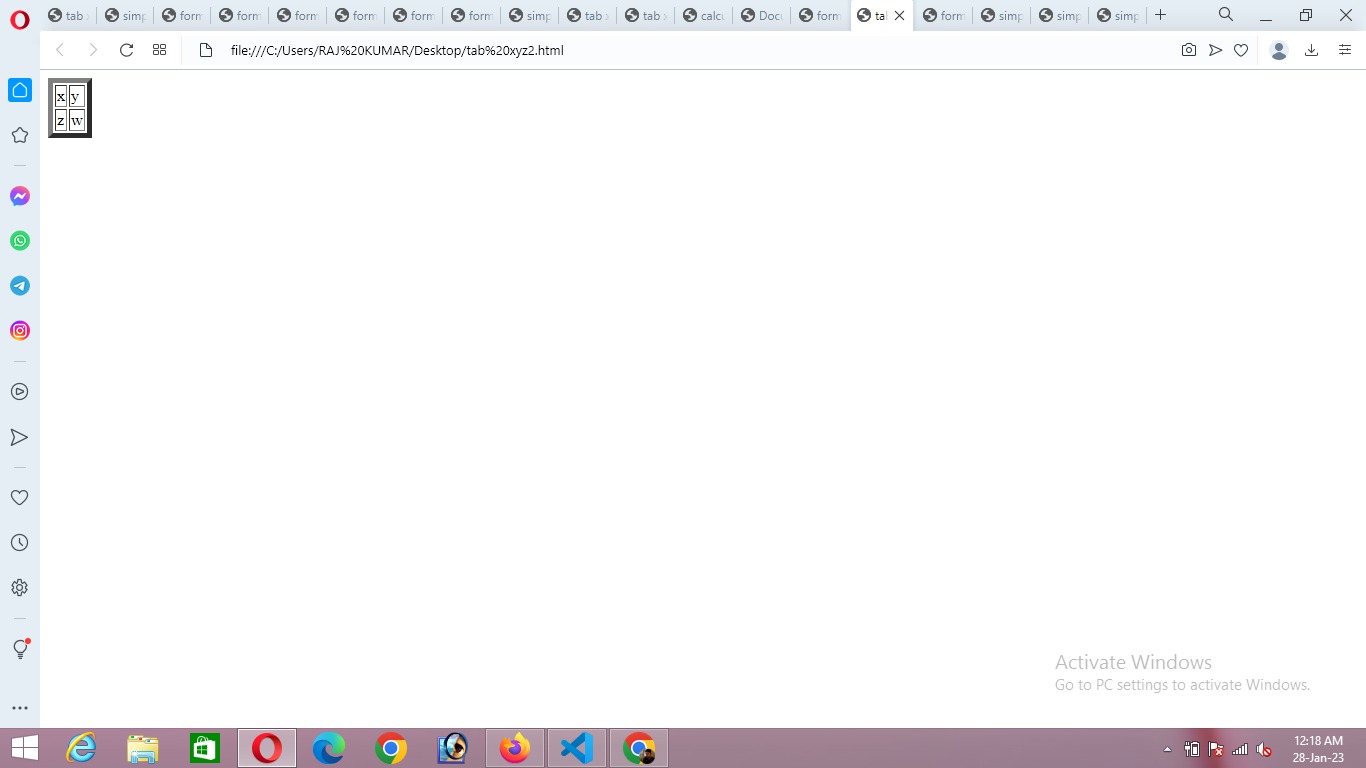 tab simp form form form form form form simp tab tab calcu Docu form tab form simp simp simp
file:///C:/Users/RAJ%20KUMAR/Desktop/tab%20xyz2.html
x y
z w
Activate Windows
Go to PC settings to activate Windows.
12:18 AM
28-Jan-23